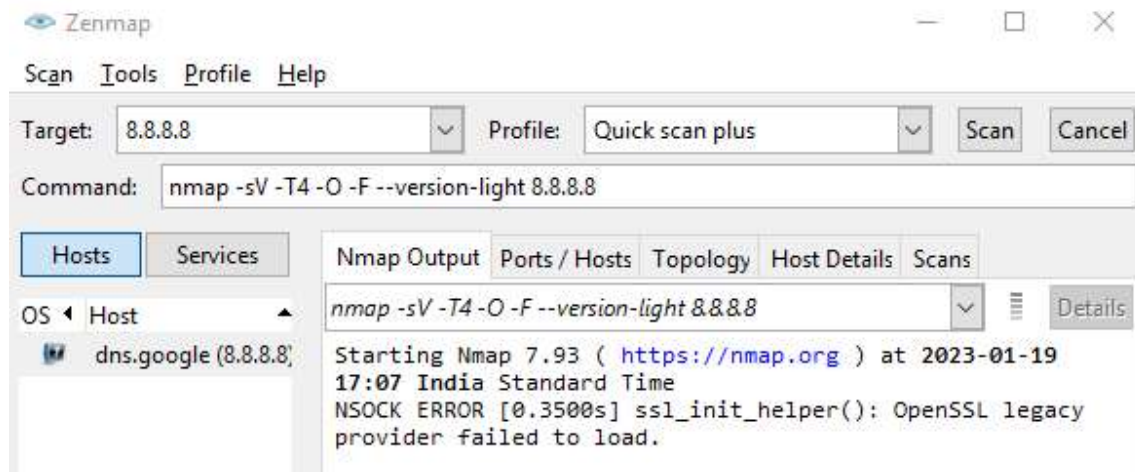 Zenmap
Scan Tools Profile Help
Target: 8.8.8.8 Profile: Quick scan plus Scan Cancel
Command: nmap -sV -T4 -O -F --version-light 8.8.8.8
Hosts Services Nmap Output Ports / Hosts Topology Host Details Scans
nmap -sV -T4 -O -F --version-light 8.8.8.8 Details
OS Host
dns.google (8.8.8.8)
Starting Nmap 7.93 ( https://nmap.org ) at 2023-01-19
17:07 India Standard Time
NSOCK ERROR [0.3500s] ssl_init_helper(): OpenSSL legacy
provider failed to load.